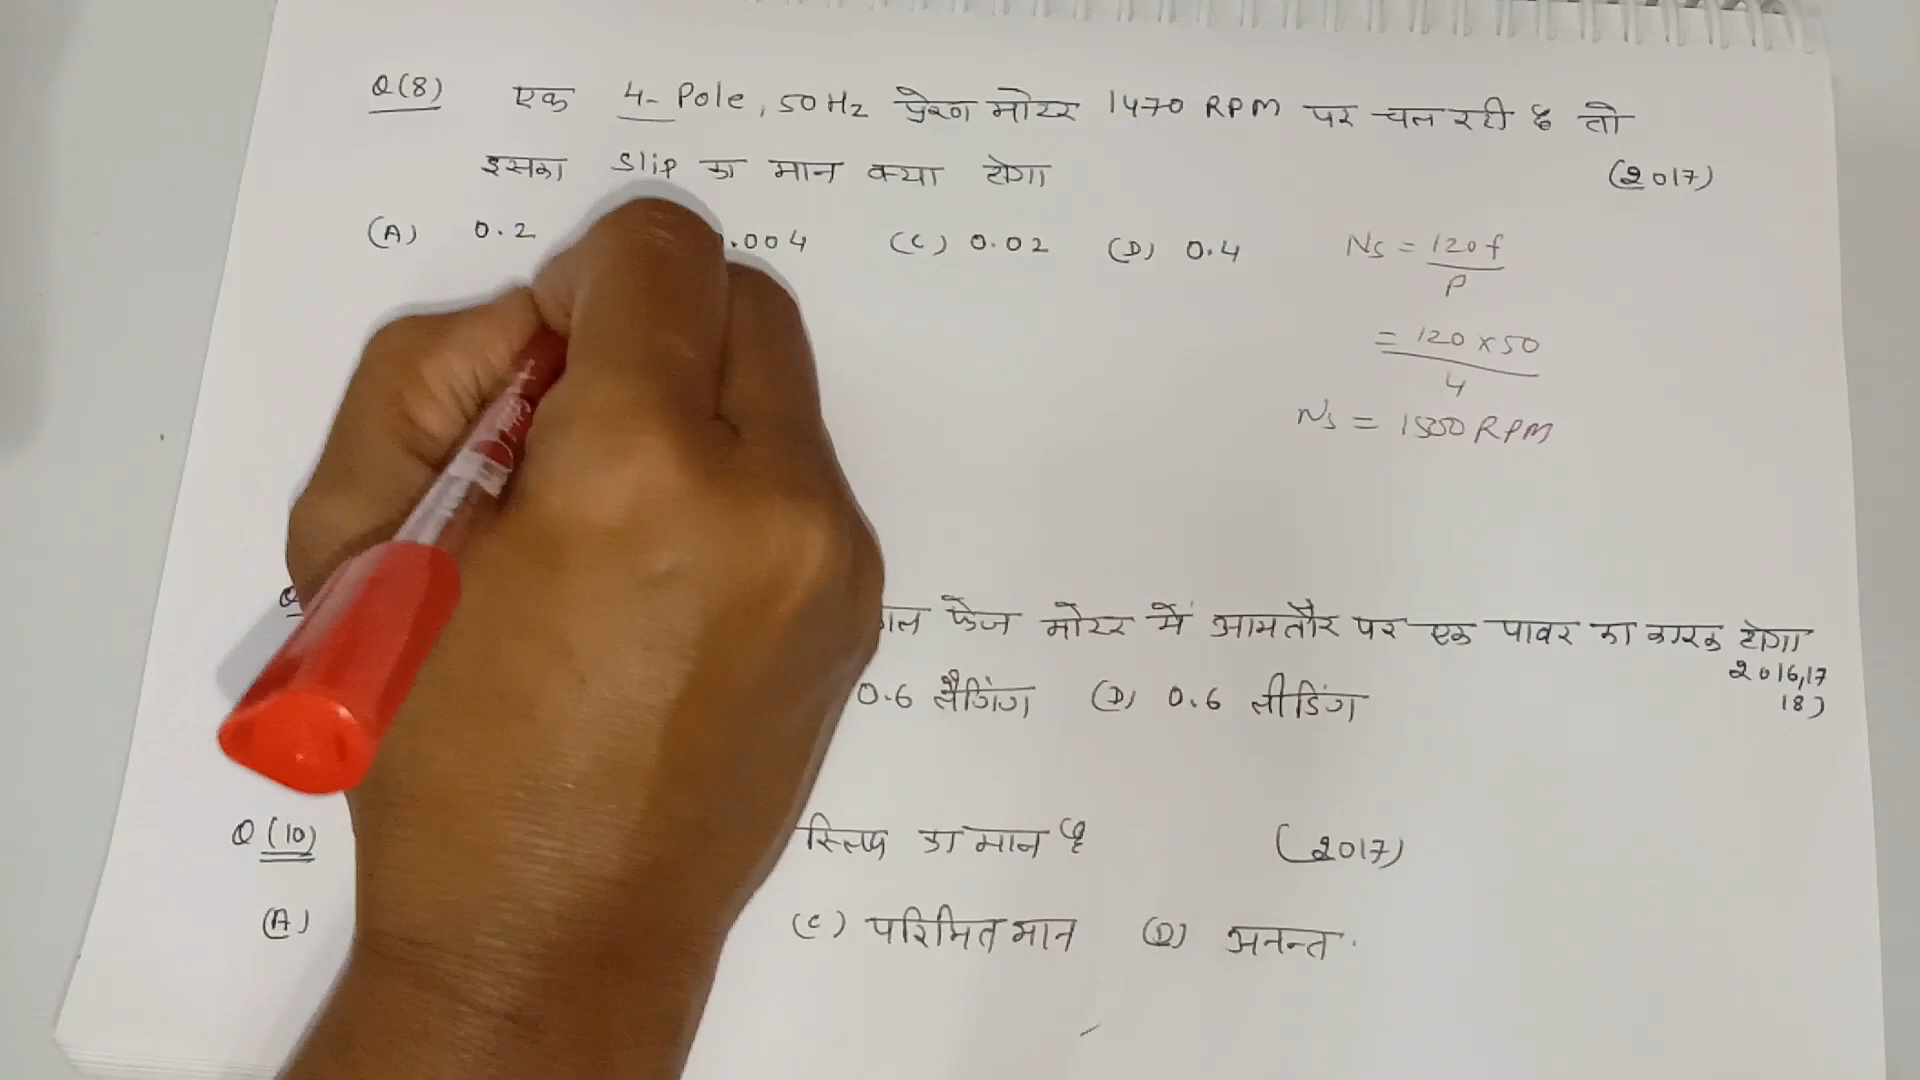 Q(8) एक 4- Pole, 50Hz प्रेरण मोटर 1470 RPM पर चल रही है तो
इसका Slip का मान क्या होगा (2017)
(A) 0.2 .004 (C) 0.02 (D) 0.4
Ns = 120f
P
= 120 x 50
4
Ns = 1500 RPM
फेज मोटर में आमतौर पर एक पावर का कारक होगा
2016,17
18)
0.6 लैगिंग (D) 0.6 लीडिंग
Q (10) स्लिप का मान है (2017)
(A) (C) परिमित मान (D) अनन्त.